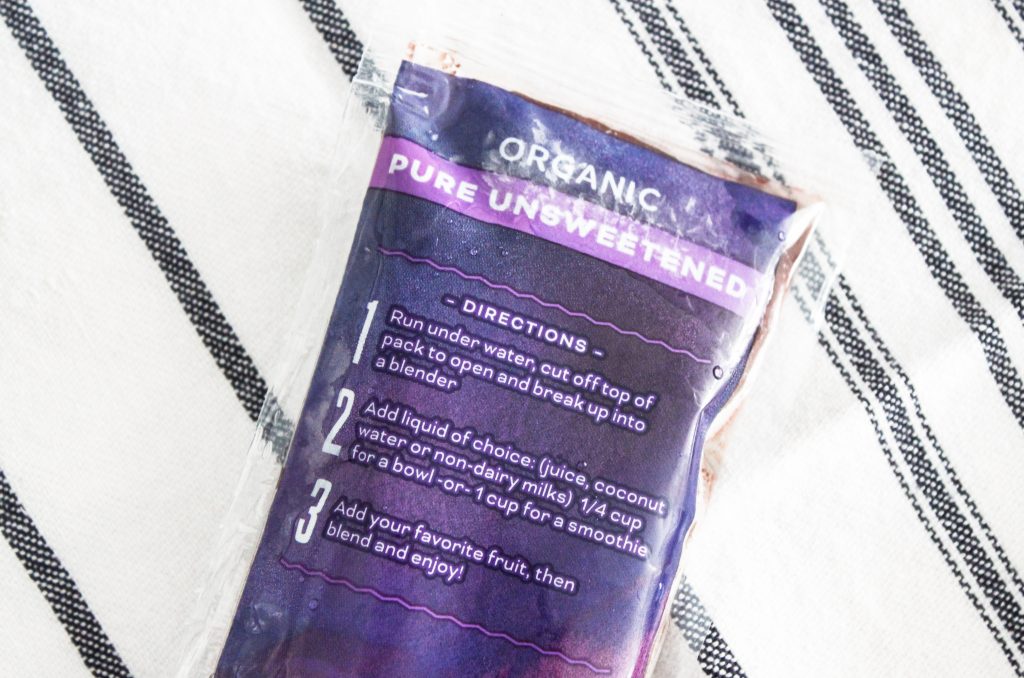 ORGANIC
PURE UNSWEETENED
- DIRECTIONS -
1 Run under water, cut off top of
pack to open and break up into
a blender
2 Add liquid of choice: (juice, coconut
water or non-dairy milks) 1/4 cup
for a bowl -or- 1 cup for a smoothie
3 Add your favorite fruit, then
blend and enjoy!